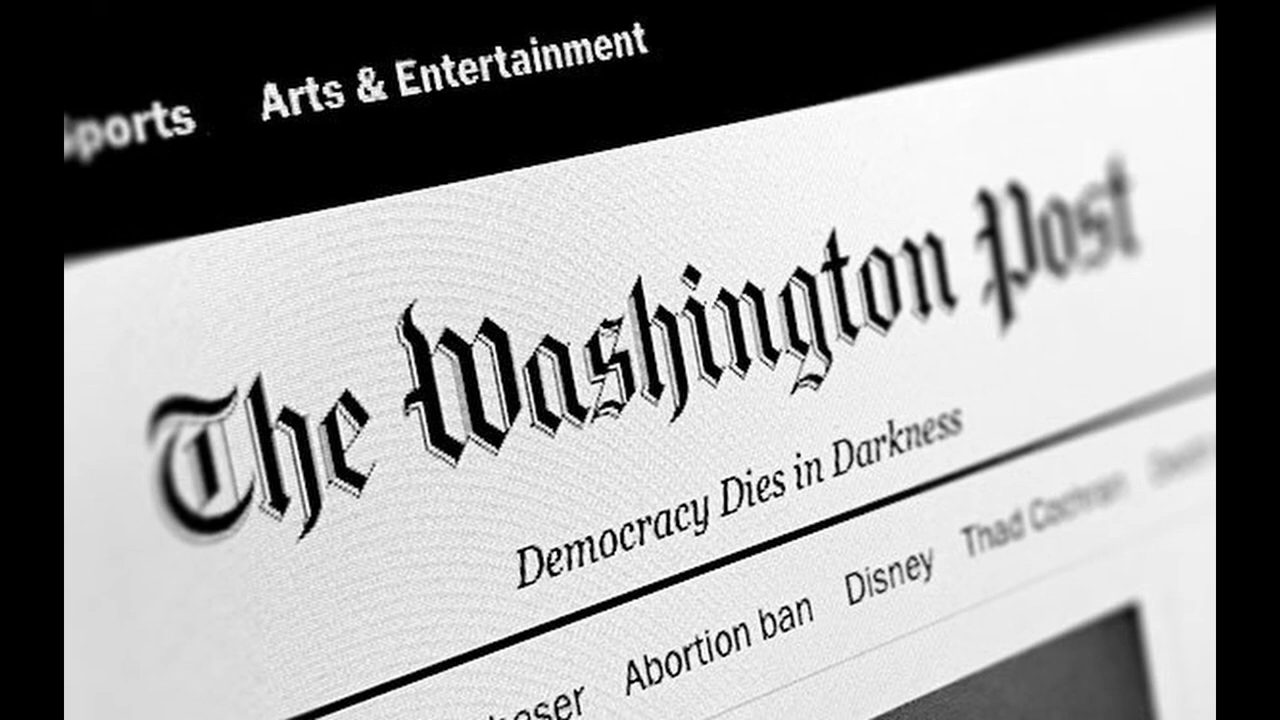 Sports Arts & Entertainment
The Washington Post
Democracy Dies in Darkness
Abortion ban Disney Thad Cochran